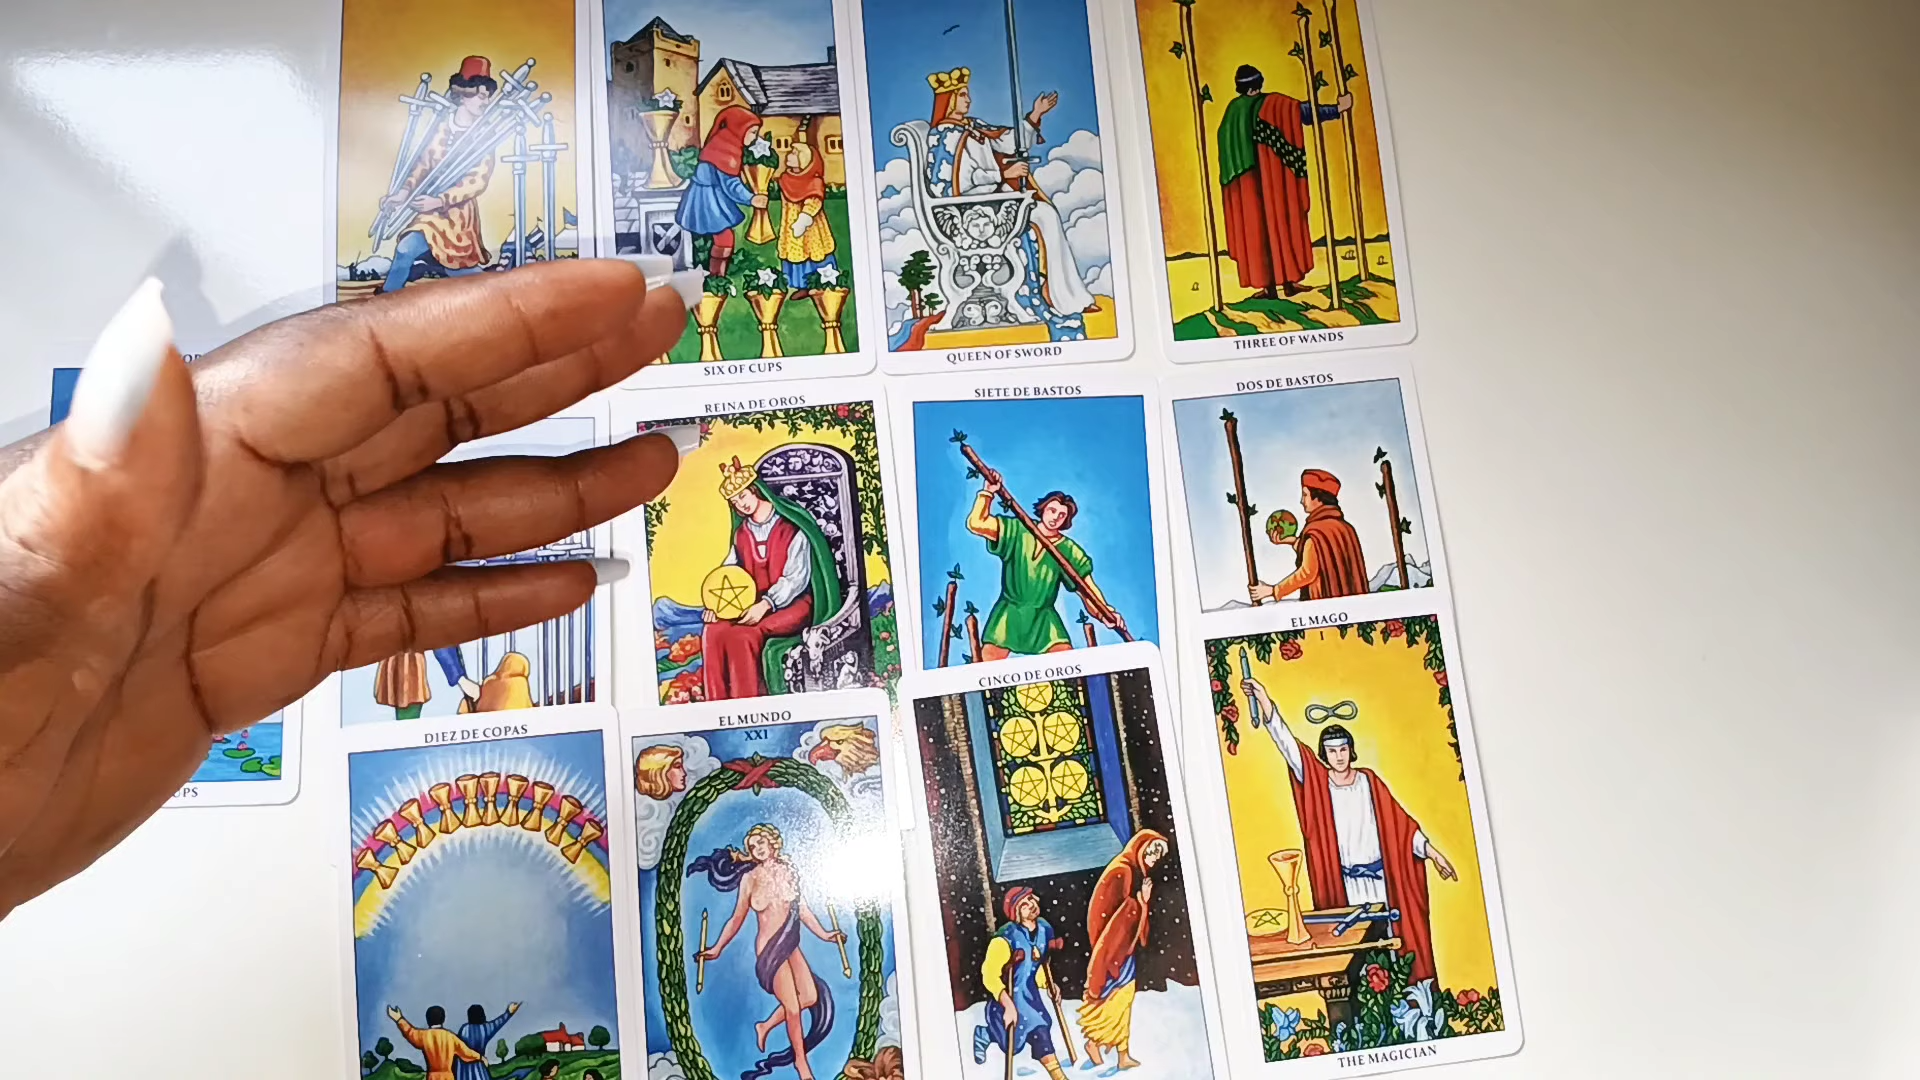 SIX OF CUPS
QUEEN OF SWORD
THREE OF WANDS
REINA DE OROS
SIETE DE BASTOS
DOS DE BASTOS
EL MAGO
I
CINCO DE OROS
DIEZ DE COPAS
EL MUNDO
XXI
THE MAGICIAN